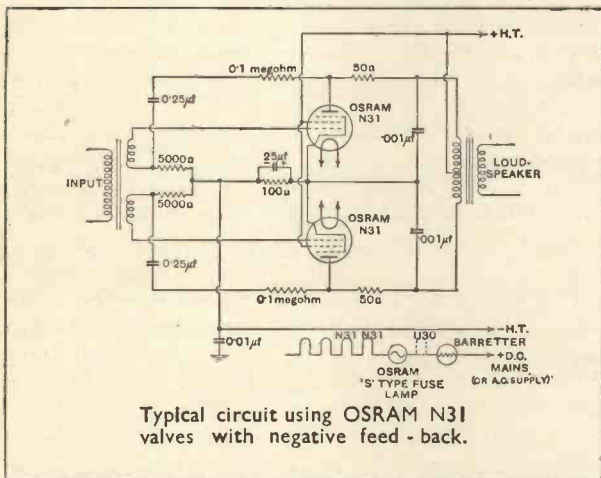 +H.T.
0·1 megohm
50Ω
OSRAM
N31
0·25μf
·001μf
5000Ω
25μf
- +
INPUT
100Ω
LOUD-
SPEAKER
5000Ω
OSRAM
N31
·001μf
0·25μf
0·1 megohm
50Ω
-H.T.
N31 N31
U30
BARRETTER
0·01μf
+D.C.
MAINS
(OR A.C. SUPPLY)
OSRAM
'S' TYPE FUSE
LAMP
Typical circuit using OSRAM N31
valves with negative feed - back.